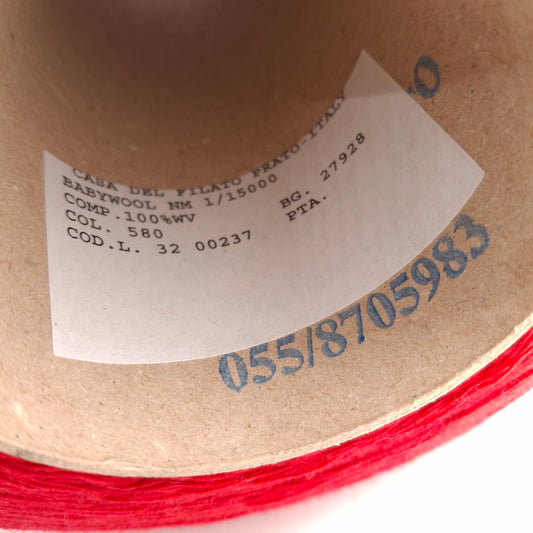 CASA DEL FILATO PRATO-ITALY
BABYWOOL NM 1/15000 BG. 27928
COMP.100%WV PTA.
COL. 580
COD.L. 32 00237
055/8705983